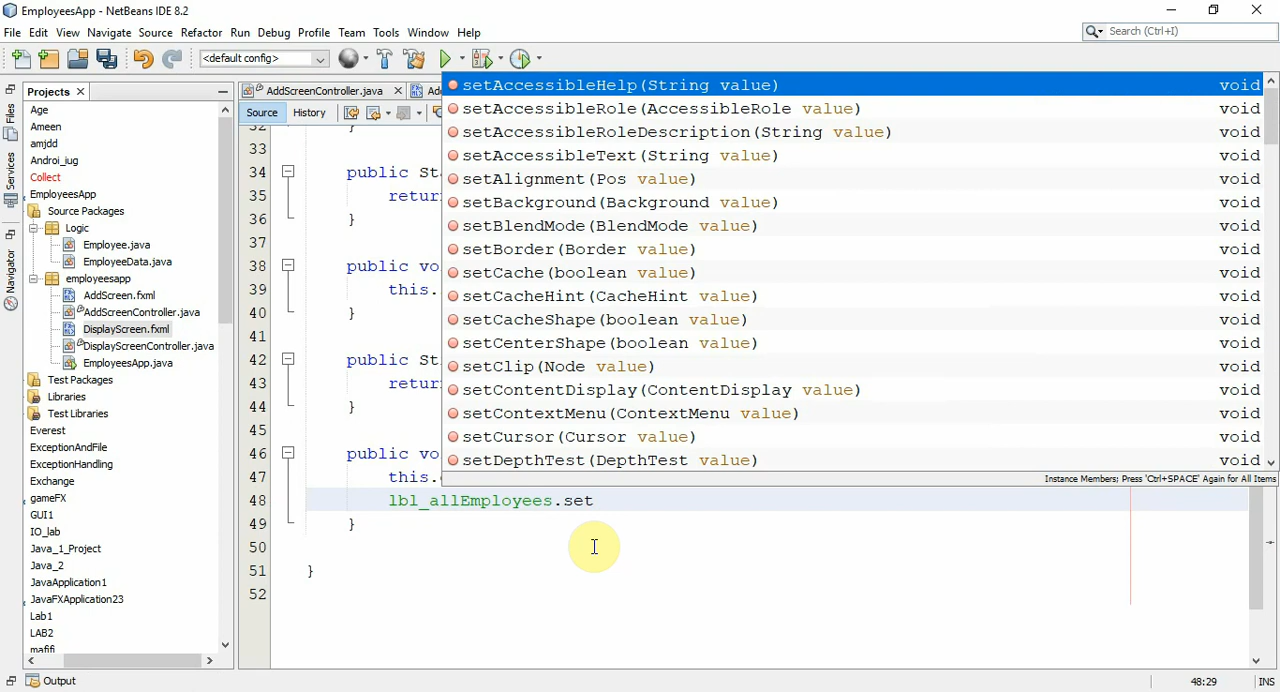 EmployeesApp - NetBeans IDE 8.2
File Edit View Navigate Source Refactor Run Debug Profile Team Tools Window Help
Search (Ctrl+I)
<default config>
Projects
Files
Services
Navigator
Age
Ameen
amjdd
Androi_iug
Collect
EmployeesApp
Source Packages
Logic
Employee.java
EmployeeData.java
employeesapp
AddScreen.fxml
AddScreenController.java
DisplayScreen.fxml
DisplayScreenController.java
EmployeesApp.java
Test Packages
Libraries
Test Libraries
Everest
ExceptionAndFile
ExceptionHandling
Exchange
gameFX
GUI1
IO_lab
Java_1_Project
Java_2
JavaApplication1
JavaFXApplication23
Lab1
LAB2
mafifi
AddScreenController.java
Source History
32 }
33
34 public St
35 return
36 }
37
38 public vo
39 this.
40 }
41
42 public St
43 return
44 }
45
46 public vo
47 this.
48 lbl_allEmployees.set
49 }
50
51 }
52
setAccessibleHelp(String value) void
setAccessibleRole(AccessibleRole value) void
setAccessibleRoleDescription(String value) void
setAccessibleText(String value) void
setAlignment(Pos value) void
setBackground(Background value) void
setBlendMode(BlendMode value) void
setBorder(Border value) void
setCache(boolean value) void
setCacheHint(CacheHint value) void
setCacheShape(boolean value) void
setCenterShape(boolean value) void
setClip(Node value) void
setContentDisplay(ContentDisplay value) void
setContextMenu(ContextMenu value) void
setCursor(Cursor value) void
setDepthTest(DepthTest value) void
Instance Members; Press 'Ctrl+SPACE' Again for All Items
Output
48:29 INS